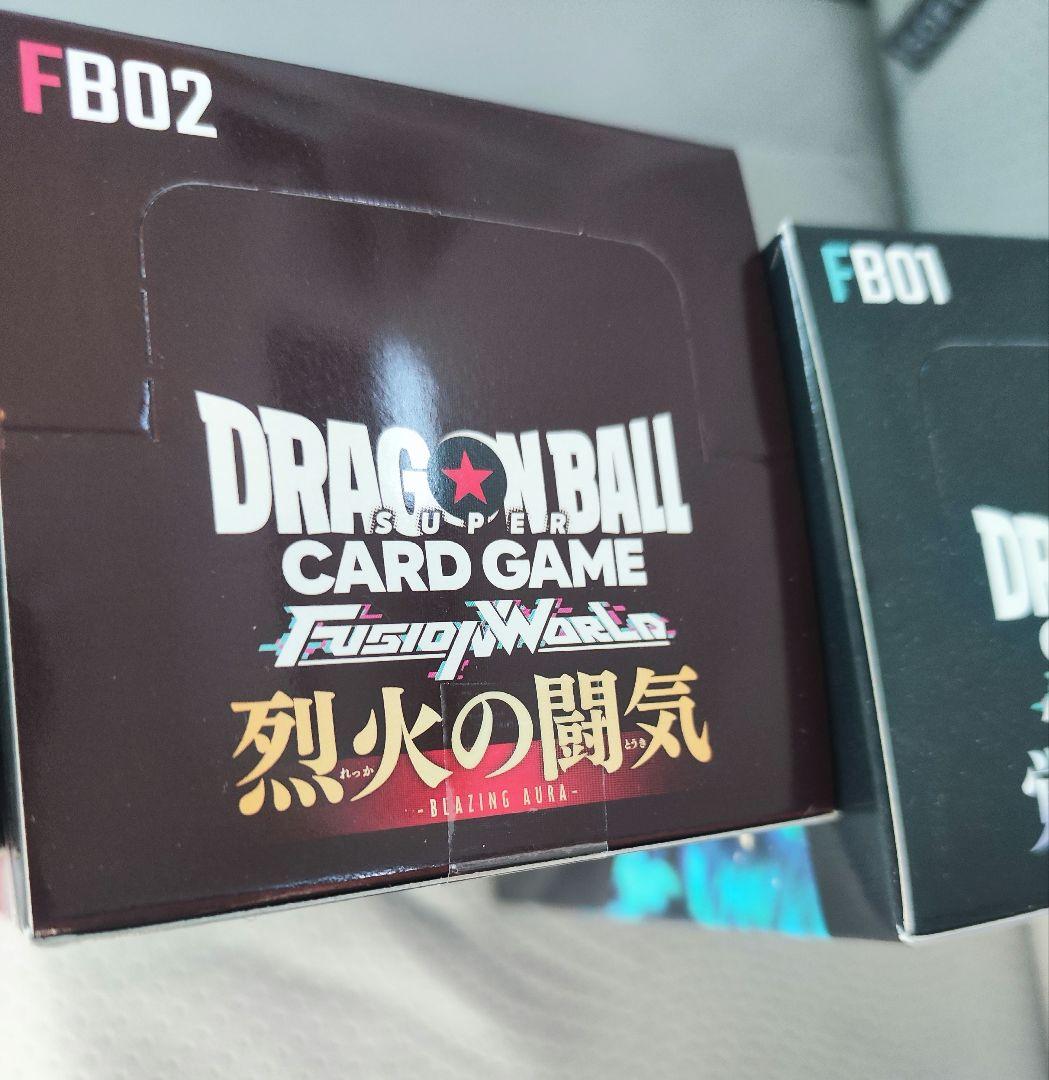 FB02
DRAGON BALL
SUPER
CARD GAME
FUSION WORLD
烈火の闘気
れっか とうき
-BLAZING AURA-
FB01
DR